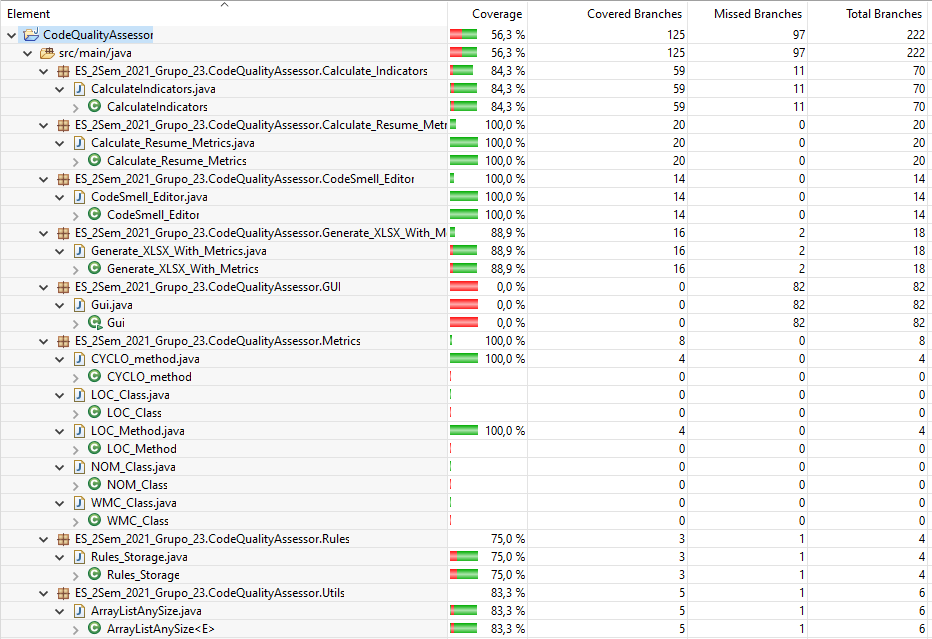 Element Coverage Covered Branches Missed Branches Total Branches
CodeQualityAssessor 56,3 % 125 97 222
src/main/java 56,3 % 125 97 222
ES_2Sem_2021_Grupo_23.CodeQualityAssessor.Calculate_Indicators 84,3 % 59 11 70
CalculateIndicators.java 84,3 % 59 11 70
CalculateIndicators 84,3 % 59 11 70
ES_2Sem_2021_Grupo_23.CodeQualityAssessor.Calculate_Resume_Metr 100,0 % 20 0 20
Calculate_Resume_Metrics.java 100,0 % 20 0 20
Calculate_Resume_Metrics 100,0 % 20 0 20
ES_2Sem_2021_Grupo_23.CodeQualityAssessor.CodeSmell_Editor 100,0 % 14 0 14
CodeSmell_Editor.java 100,0 % 14 0 14
CodeSmell_Editor 100,0 % 14 0 14
ES_2Sem_2021_Grupo_23.CodeQualityAssessor.Generate_XLSX_With_M 88,9 % 16 2 18
Generate_XLSX_With_Metrics.java 88,9 % 16 2 18
Generate_XLSX_With_Metrics 88,9 % 16 2 18
ES_2Sem_2021_Grupo_23.CodeQualityAssessor.GUI 0,0 % 0 82 82
Gui.java 0,0 % 0 82 82
Gui 0,0 % 0 82 82
ES_2Sem_2021_Grupo_23.CodeQualityAssessor.Metrics 100,0 % 8 0 8
CYCLO_method.java 100,0 % 4 0 4
CYCLO_method 0 0 0
LOC_Class.java 0 0 0
LOC_Class 0 0 0
LOC_Method.java 100,0 % 4 0 4
LOC_Method 0 0 0
NOM_Class.java 0 0 0
NOM_Class 0 0 0
WMC_Class.java 0 0 0
WMC_Class 0 0 0
ES_2Sem_2021_Grupo_23.CodeQualityAssessor.Rules 75,0 % 3 1 4
Rules_Storage.java 75,0 % 3 1 4
Rules_Storage 75,0 % 3 1 4
ES_2Sem_2021_Grupo_23.CodeQualityAssessor.Utils 83,3 % 5 1 6
ArrayListAnySize.java 83,3 % 5 1 6
ArrayListAnySize<E> 83,3 % 5 1 6